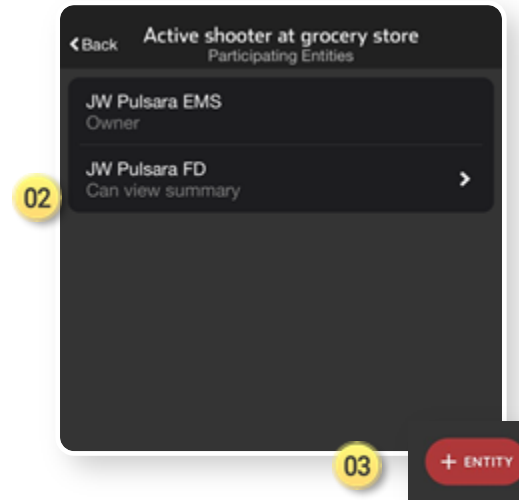 Back
Active shooter at grocery store
Participating Entities
JW Pulsara EMS
Owner
JW Pulsara FD
Can view summary
02
03
+ ENTITY